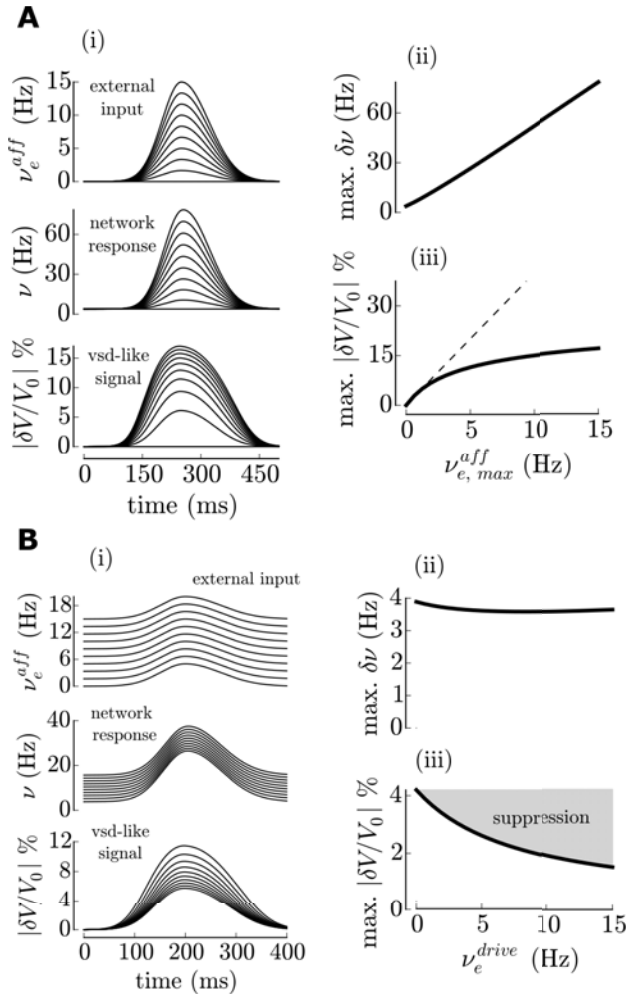 A
(i)
external
input
ν_e^{aff} (Hz)
15
10
5
0
network
response
ν (Hz)
60
30
0
vsd-like
signal
|δV/V_0| %
15
10
5
0
0 150 300 450
time (ms)
(ii)
max. δν (Hz)
60
30
0
(iii)
max. |δV/V_0| %
30
15
0
0 5 10 15
ν_{e, max}^{aff} (Hz)
B
(i)
external input
ν_e^{aff} (Hz)
18
12
6
0
network
response
ν (Hz)
40
20
0
vsd-like
signal
|δV/V_0| %
12
8
4
0
0 200 400
time (ms)
(ii)
max. δν (Hz)
4
3
2
1
0
(iii)
suppression
max. |δV/V_0| %
4
2
0
0 5 10 15
ν_e^{drive} (Hz)